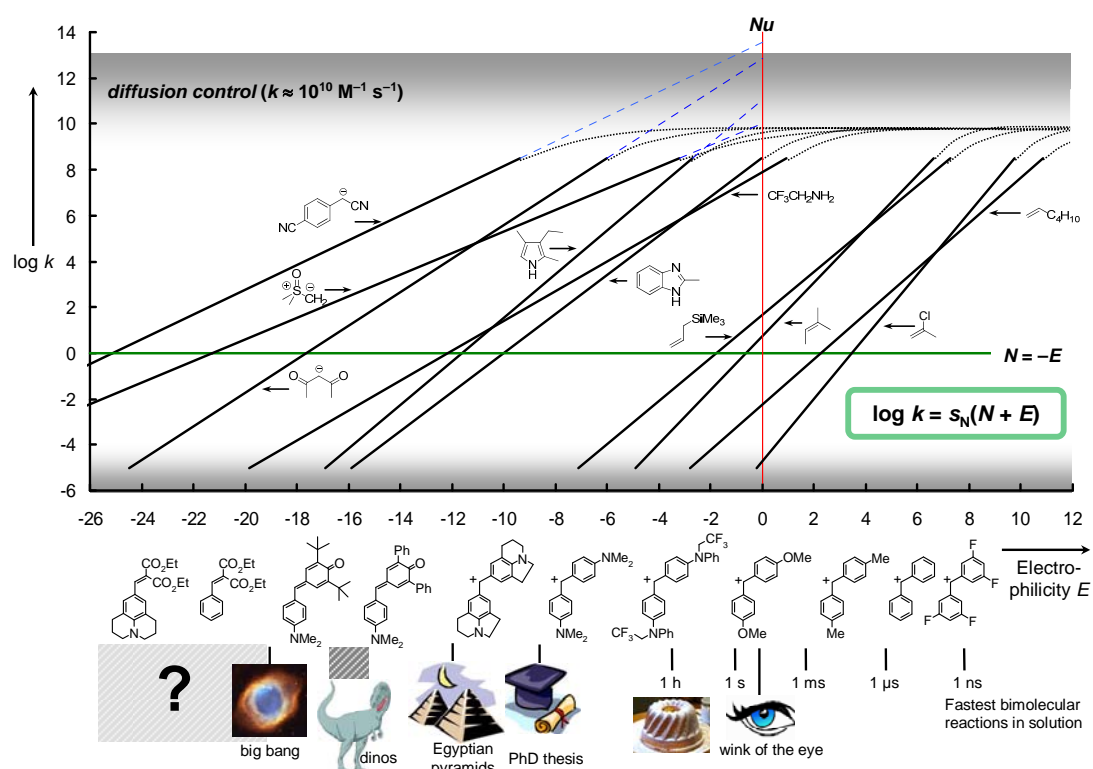 Nu
14
12
10
8
6
4
2
0
-2
-4
-6
log k
diffusion control (k ≈ 10¹⁰ M⁻¹ s⁻¹)
CN
NC
CF₃CH₂NH₂
C₄H₁₀
N
H
N
N
H
O
S
CH₂
SiMe₃
Cl
O O
N = –E
log k = sN(N + E)
-26 -24 -22 -20 -18 -16 -14 -12 -10 -8 -6 -4 -2 0 2 4 6 8 10 12
CO₂Et
CO₂Et
N
CO₂Et
CO₂Et
O
NMe₂
Ph
O
Ph
NMe₂
N
N
NMe₂
NMe₂
CF₃
NPh
CF₃
NPh
OMe
OMe
Me
Me
F
F
F
F
Electro-
philicity E
?
1 h
1 s
1 ms
1 µs
1 ns
big bang
dinos
Egyptian
pyramids
PhD thesis
wink of the eye
Fastest bimolecular
reactions in solution